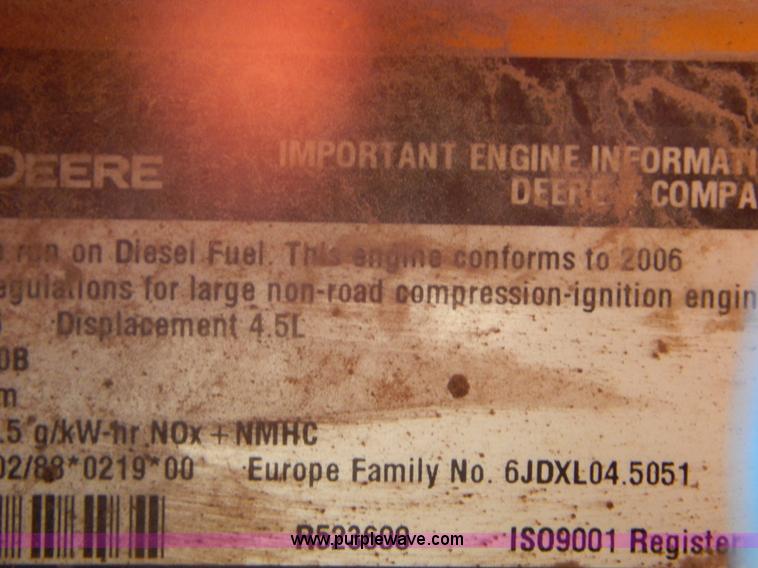 DEERE
IMPORTANT ENGINE INFORMATI
DEERE & COMPA
run on Diesel Fuel. This engine conforms to 2006
egulations for large non-road compression-ignition engin
Displacement 4.5L
0B
m
.5 g/kW-hr NOx + NMHC
02/88*0219*00 Europe Family No. 6JDXL04.5051
ISO9001 Register
www.purplewave.com